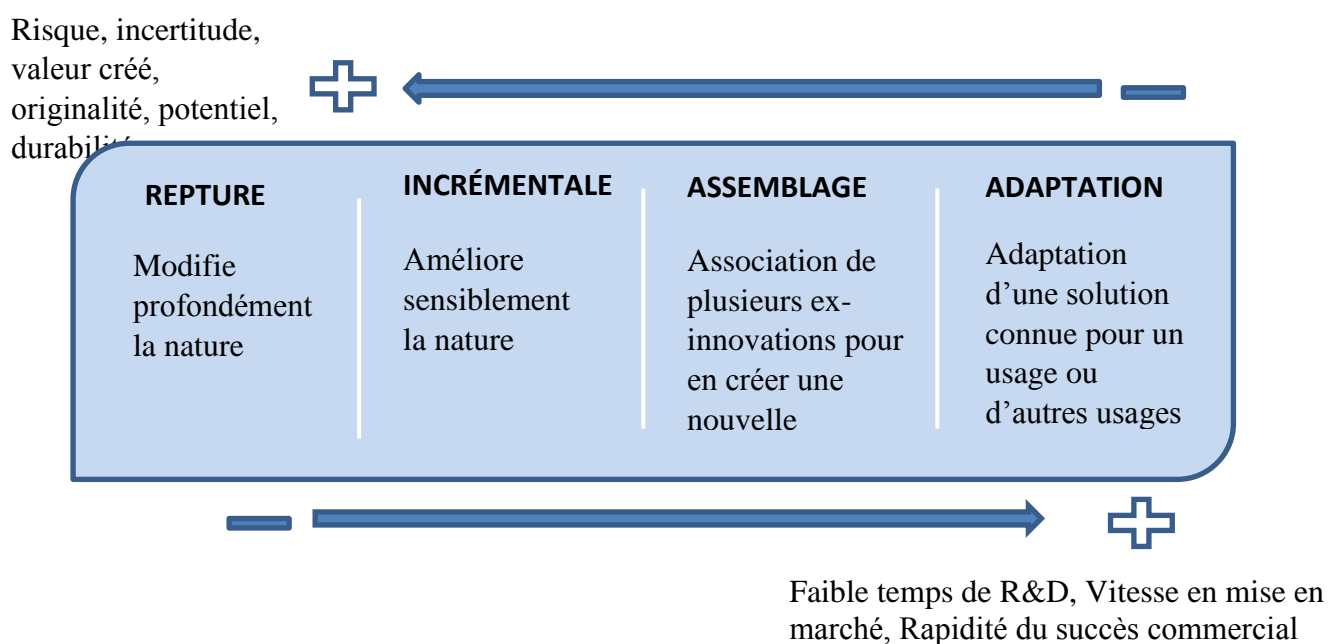 Risque, incertitude,
valeur créé,
originalité, potentiel,
durabilité
REPTURE
Modifie
profondément
la nature
INCRÉMENTALE
Améliore
sensiblement
la nature
ASSEMBLAGE
Association de
plusieurs ex-
innovations pour
en créer une
nouvelle
ADAPTATION
Adaptation
d’une solution
connue pour un
usage ou
d’autres usages
Faible temps de R&D, Vitesse en mise en
marché, Rapidité du succès commercial